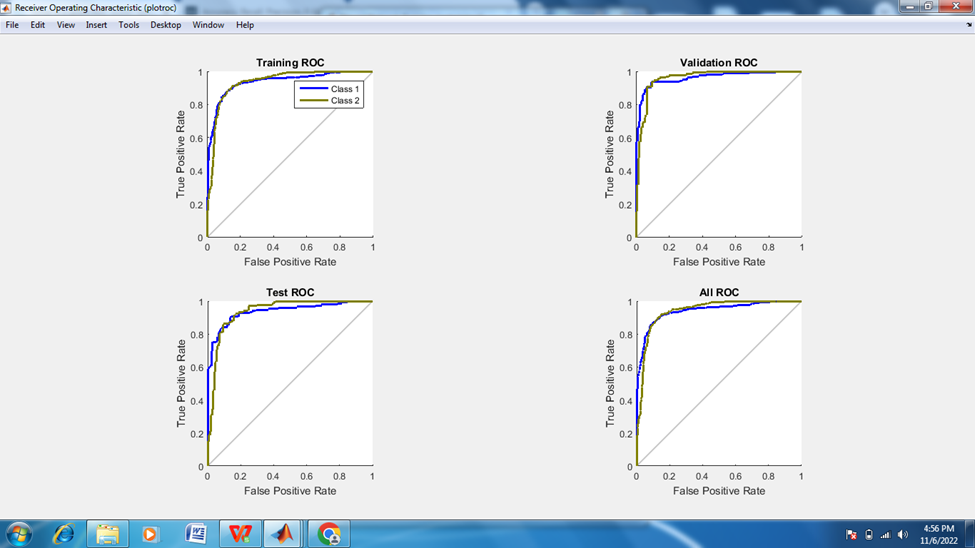 Receiver Operating Characteristic (plotroc)
File Edit View Insert Tools Desktop Window Help
Training ROC
1
0.8
0.6
0.4
0.2
0
True Positive Rate
Class 1
Class 2
0 0.2 0.4 0.6 0.8 1
False Positive Rate
Validation ROC
1
0.8
0.6
0.4
0.2
0
True Positive Rate
0 0.2 0.4 0.6 0.8 1
False Positive Rate
Test ROC
1
0.8
0.6
0.4
0.2
0
True Positive Rate
0 0.2 0.4 0.6 0.8 1
False Positive Rate
All ROC
1
0.8
0.6
0.4
0.2
0
True Positive Rate
0 0.2 0.4 0.6 0.8 1
False Positive Rate
4:56 PM
11/6/2022